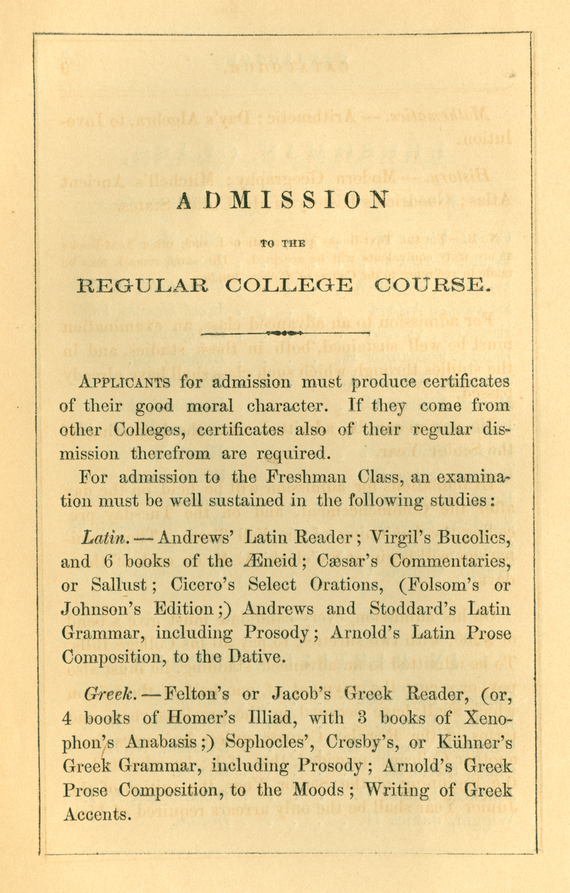 ADMISSION
TO THE
REGULAR COLLEGE COURSE.
APPLICANTS for admission must produce certificates
of their good moral character. If they come from
other Colleges, certificates also of their regular dis-
mission therefrom are required.
For admission to the Freshman Class, an examina-
tion must be well sustained in the following studies:
Latin.—Andrews’ Latin Reader; Virgil’s Bucolics,
and 6 books of the Æneid; Cæsar’s Commentaries,
or Sallust; Cicero’s Select Orations, (Folsom’s or
Johnson’s Edition;) Andrews and Stoddard’s Latin
Grammar, including Prosody; Arnold’s Latin Prose
Composition, to the Dative.
Greek.—Felton’s or Jacob’s Greek Reader, (or,
4 books of Homer’s Illiad, with 3 books of Xeno-
phon’s Anabasis;) Sophocles’, Crosby’s, or Kühner’s
Greek Grammar, including Prosody; Arnold’s Greek
Prose Composition, to the Moods; Writing of Greek
Accents.